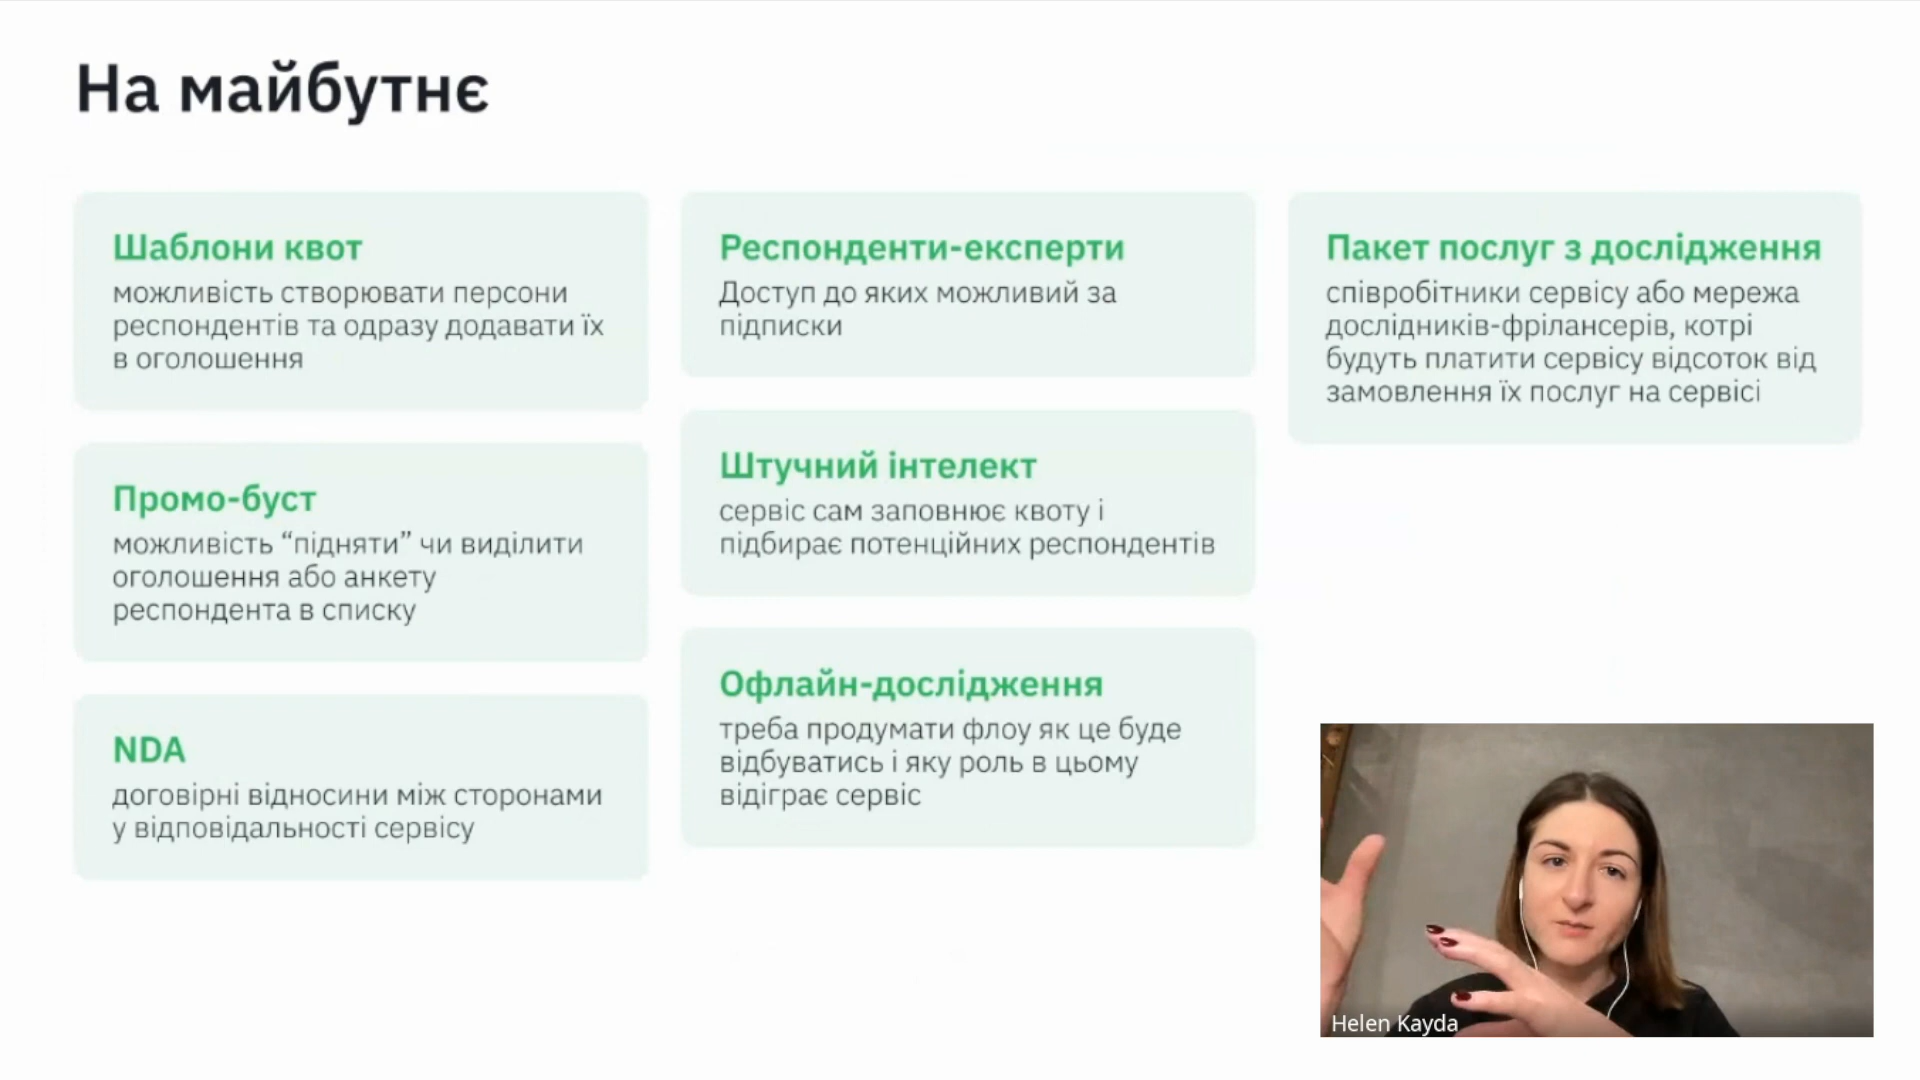 На майбутнє
Шаблони квот
можливість створювати персони
респондентів та одразу додавати їх
в оголошення
Промо-буст
можливість “підняти” чи виділити
оголошення або анкету
респондента в списку
NDA
договірні відносини між сторонами
у відповідальності сервісу
Респонденти-експерти
Доступ до яких можливий за
підписки
Штучний інтелект
сервіс сам заповнює квоту і
підбирає потенційних респондентів
Офлайн-дослідження
треба продумати флоу як це буде
відбуватись і яку роль в цьому
відіграє сервіс
Пакет послуг з дослідження
співробітники сервісу або мережа
дослідників-фрілансерів, котрі
будуть платити сервісу відсоток від
замовлення їх послуг на сервісі
Helen Kayda